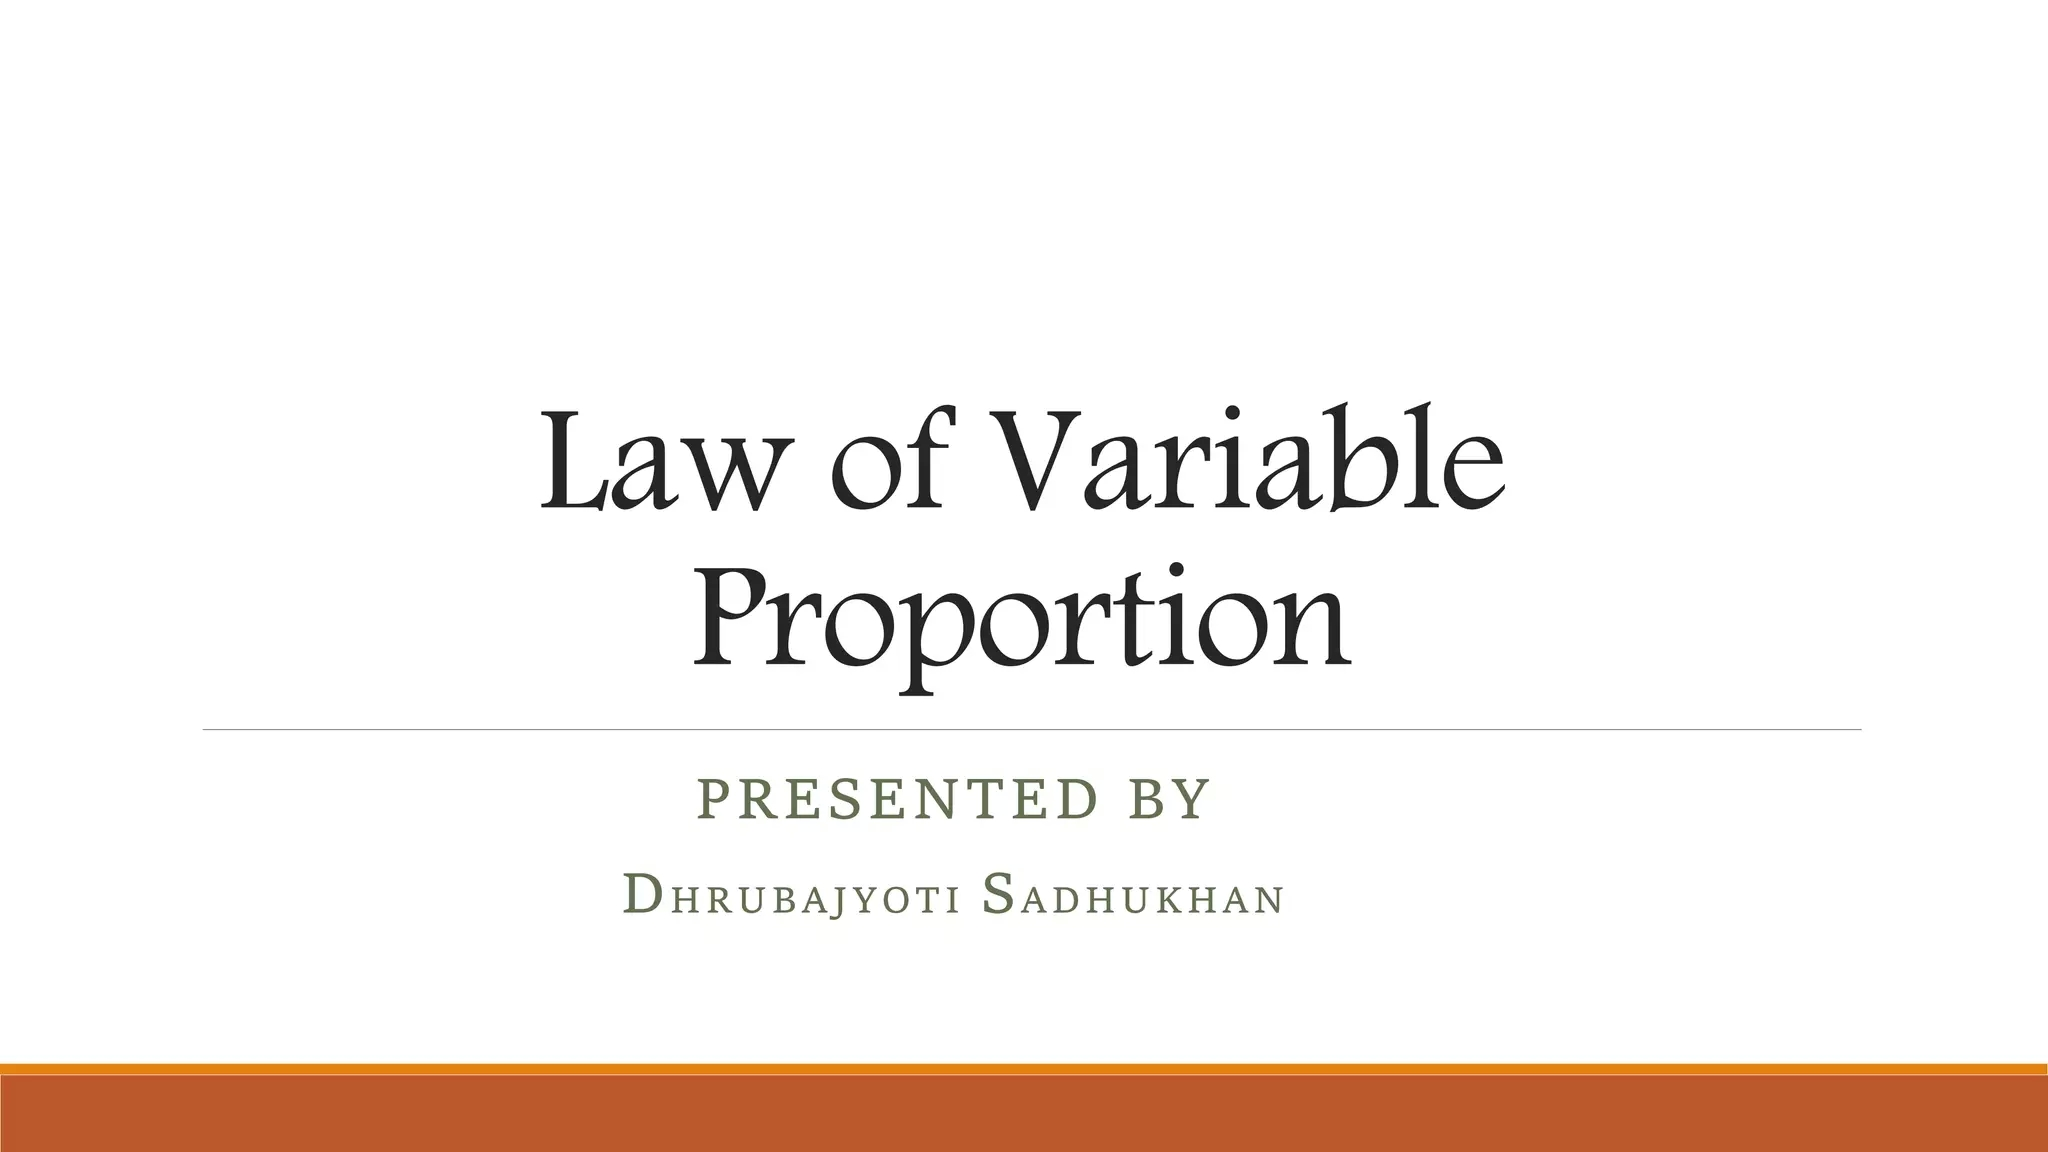 Law of Variable
Proportion
PRESENTED BY
DHRUBAJYOTI SADHUKHAN